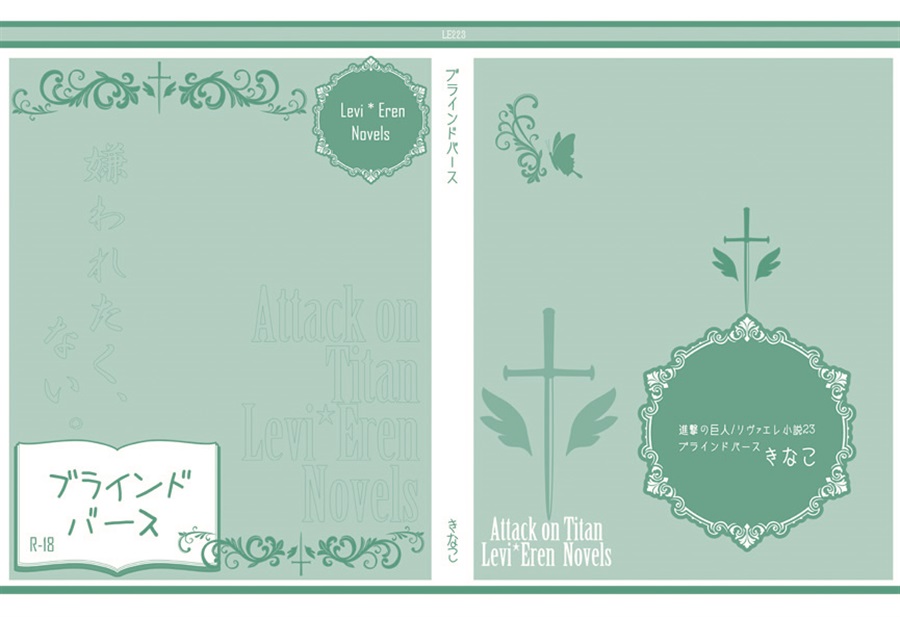 LE223
Levi * Eren
Novels
嫌われたく、
ない。
Attack on
Titan
Levi*Eren
Novels
ブラインド
バース
R-18
ブラインドバース
きなこ
進撃の巨人/リヴァエレ小説23
ブラインドバース
きなこ
Attack on Titan
Levi*Eren Novels